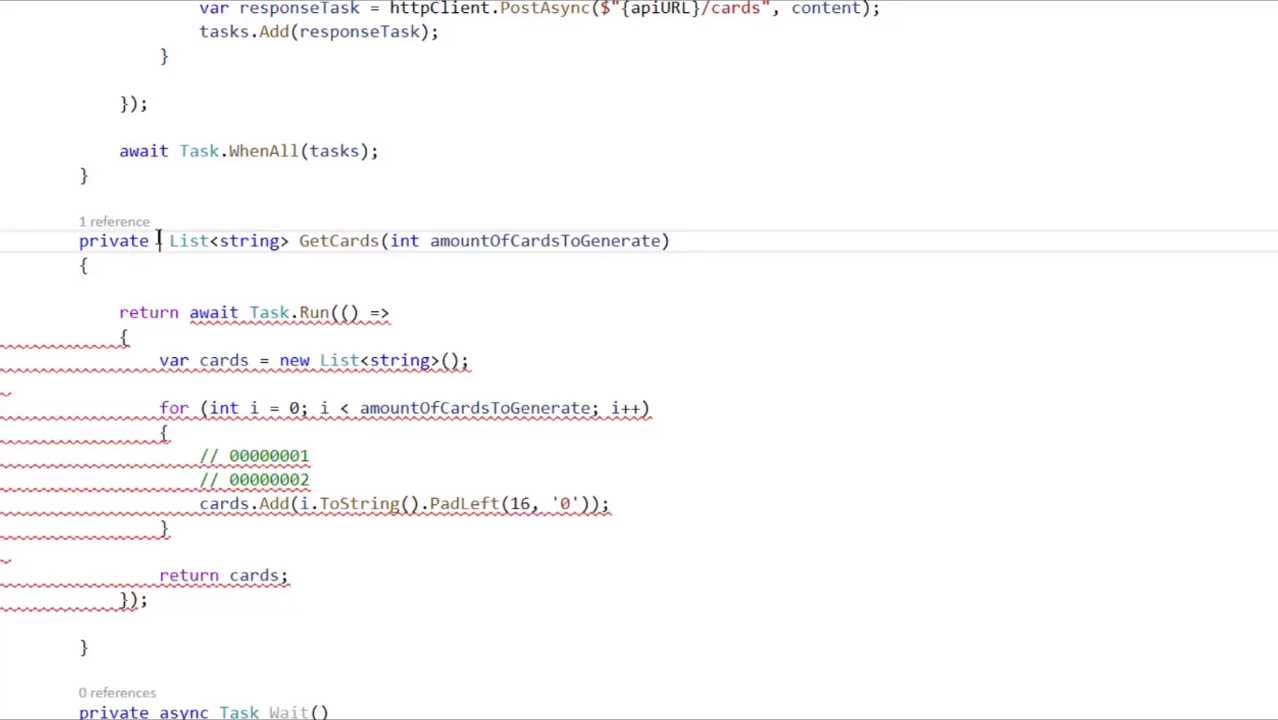 var responseTask = httpClient.PostAsync($"{apiURL}/cards", content);
tasks.Add(responseTask);
}
});
await Task.WhenAll(tasks);
}
1 reference
private List<string> GetCards(int amountOfCardsToGenerate)
{
return await Task.Run(() =>
{
var cards = new List<string>();
for (int i = 0; i < amountOfCardsToGenerate; i++)
{
// 00000001
// 00000002
cards.Add(i.ToString().PadLeft(16, '0'));
}
return cards;
});
}
0 references
private async Task Wait()